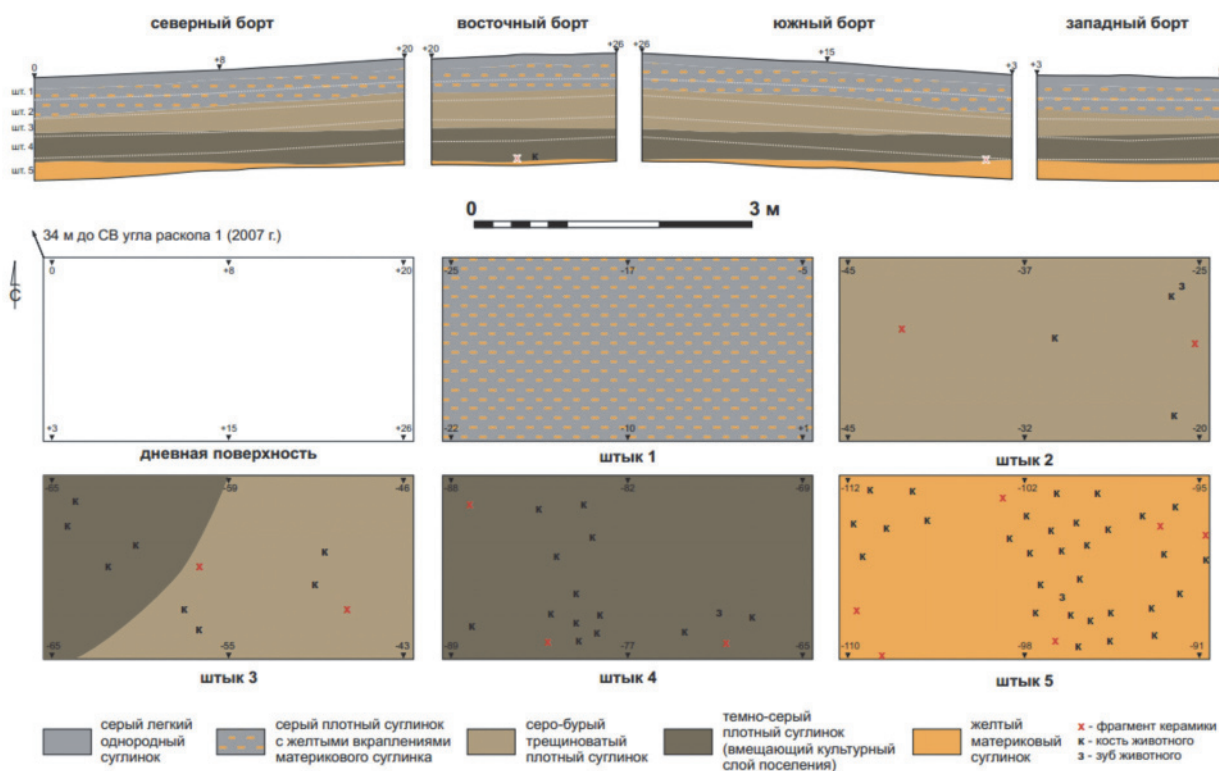 северный борт
восточный борт
южный борт
западный борт
0 +8 +20
+20 +26
+26 +15 +3
+3
шт. 1
шт. 2
шт. 3
шт. 4
шт. 5
х к
х
0 3 м
34 м до СВ угла раскопа 1 (2007 г.)
С
0 +8 +20
+3 +15 +26
дневная поверхность
-25 -17 -5
-22 -10 +1
штык 1
-45 -37 -25
з
к
х
к
х
к
-45 -32 -20
штык 2
-65 -59 -48
к
к
к
к
к
х
к
к
х
к
-65 -55 -43
штык 3
-88 -82 -69
х
к к
к
к
к
к к з к
к к
к к
х к х
-89 -77 -65
штык 4
-112 -102 -95
к к х к к
к к к к
к к к к к х х
к к к
к к к к к
к к к
з
х к к к к к
к к
х к к к
х
-110 -98 -91
штык 5
серый легкий
однородный
суглинок
серый плотный суглинок
с желтыми вкраплениями
материкового суглинка
серо-бурый
трещиноватый
плотный суглинок
темно-серый
плотный суглинок
(вмещающий культурный
слой поселения)
желтый
материковый
суглинок
х - фрагмент керамики
к - кость животного
з - зуб животного